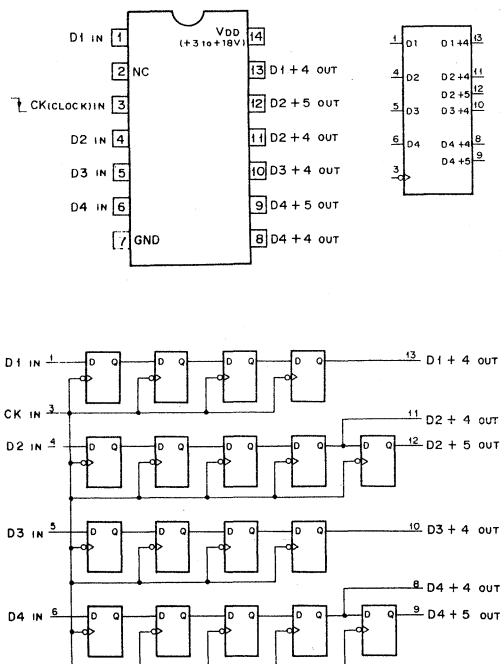 D1 IN 1 VDD 14
(+3 to +18V)
2 NC 13 D1+4 OUT
CK(CLOCK)IN 3 12 D2+5 OUT
D2 IN 4 11 D2+4 OUT
D3 IN 5 10 D3+4 OUT
D4 IN 6 9 D4+5 OUT
7 GND 8 D4+4 OUT
1 D1 D1+4 13
4 D2 D2+4 11
D2+5 12
5 D3 D3+4 10
6 D4 D4+4 8
D4+5 9
3
D1 IN 1 D Q D Q D Q D Q 13 D1+4 OUT
CK IN 3
11 D2+4 OUT
D2 IN 4 D Q D Q D Q D Q D Q 12 D2+5 OUT
D3 IN 5 D Q D Q D Q D Q 10 D3+4 OUT
8 D4+4 OUT
D4 IN 6 D Q D Q D Q D Q D Q 9 D4+5 OUT